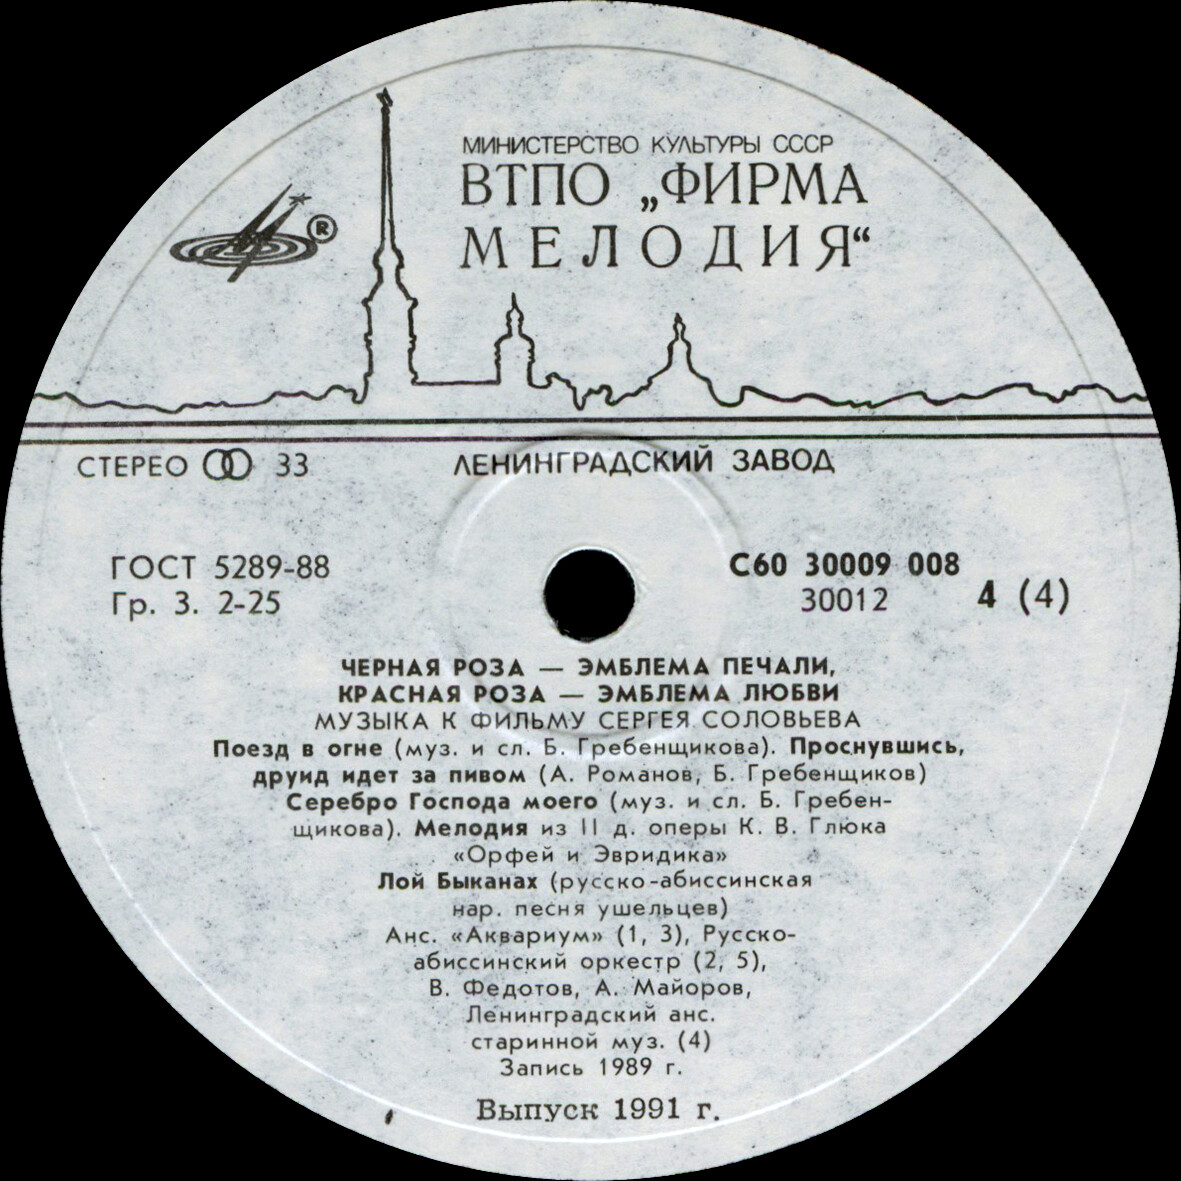 МИНИСТЕРСТВО КУЛЬТУРЫ СССР
ВТПО „ФИРМА
МЕЛОДИЯ“
®
СТЕРЕО 33
ЛЕНИНГРАДСКИЙ ЗАВОД
ГОСТ 5289-88
Гр. 3. 2-25
С60 30009 008
30012
4 (4)
ЧЕРНАЯ РОЗА — ЭМБЛЕМА ПЕЧАЛИ,
КРАСНАЯ РОЗА — ЭМБЛЕМА ЛЮБВИ
МУЗЫКА К ФИЛЬМУ СЕРГЕЯ СОЛОВЬЕВА
Поезд в огне (муз. и сл. Б. Гребенщикова). Проснувшись,
друид идет за пивом (А. Романов, Б. Гребенщиков)
Серебро Господа моего (муз. и сл. Б. Гребен-
щикова). Мелодия из II д. оперы К. В. Глюка
«Орфей и Эвридика»
Лой Быканах (русско-абиссинская
нар. песня ушельцев)
Анс. «Аквариум» (1, 3), Русско-
абиссинский оркестр (2, 5),
В. Федотов, А. Майоров,
Ленинградский анс.
старинной муз. (4)
Запись 1989 г.
Выпуск 1991 г.